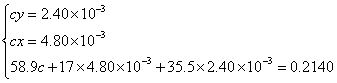 cy = 2.40×10⁻³
cx = 4.80×10⁻³
58.9c+17×4.80×10⁻³+35.5×2.40×10⁻³=0.2140